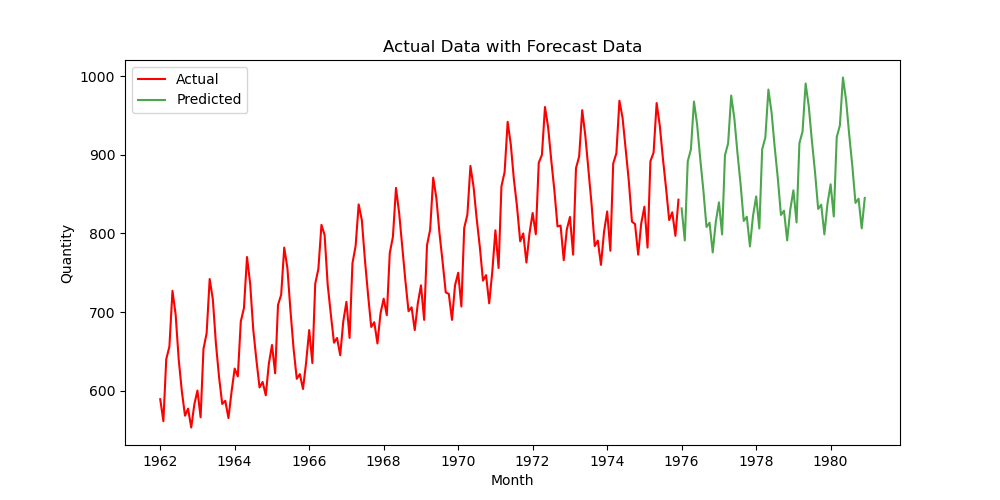 Actual Data with Forecast Data
Actual
Predicted
1000
900
800
700
600
Quantity
1962 1964 1966 1968 1970 1972 1974 1976 1978 1980
Month